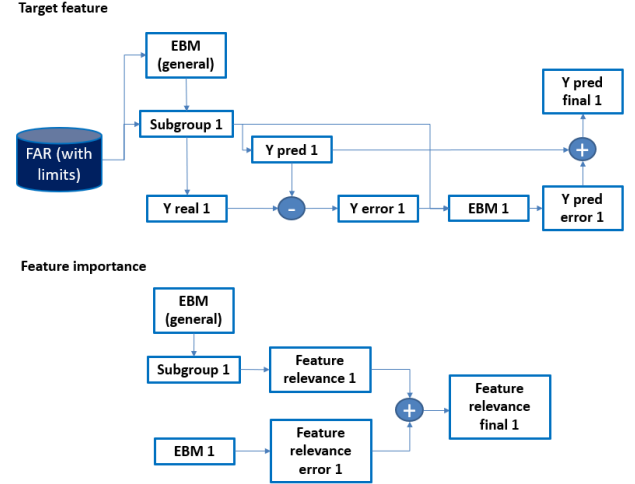 Target feature
EBM
(general)
Y pred
final 1
Subgroup 1
FAR (with
limits)
Y pred 1
+
Y real 1
-
Y error 1
EBM 1
Y pred
error 1
Feature importance
EBM
(general)
Subgroup 1
Feature
relevance 1
+
Feature
relevance
final 1
EBM 1
Feature
relevance
error 1